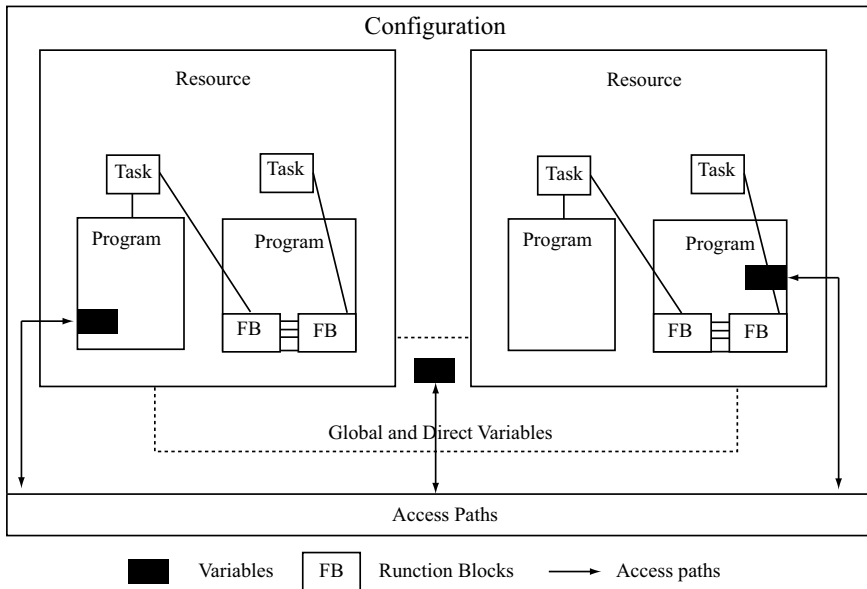 Configuration
Resource
Resource
Task
Task
Task
Task
Program
Program
Program
Program
FB
FB
FB
FB
Global and Direct Variables
Access Paths
Variables
FB
Runction Blocks
Access paths